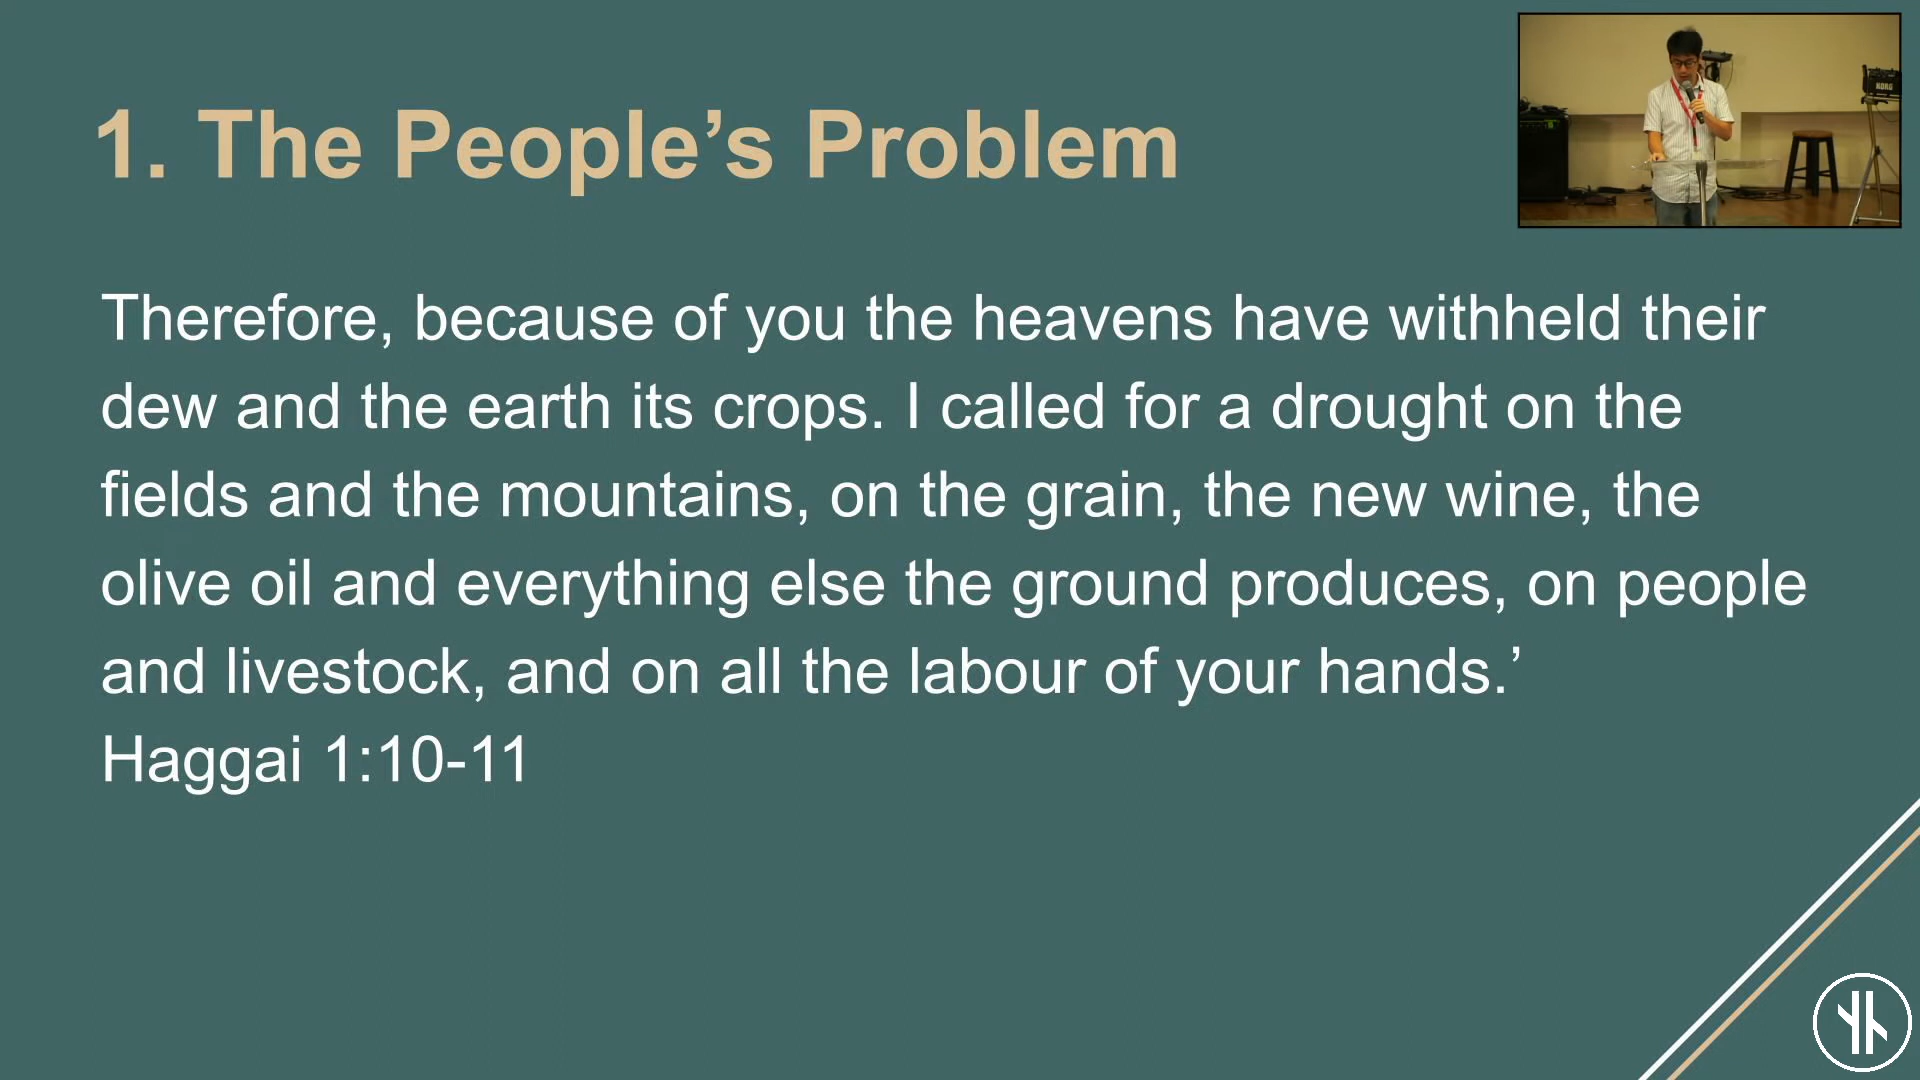 1. The People’s Problem
Therefore, because of you the heavens have withheld their
dew and the earth its crops. I called for a drought on the
fields and the mountains, on the grain, the new wine, the
olive oil and everything else the ground produces, on people
and livestock, and on all the labour of your hands.’
Haggai 1:10-11
KORG